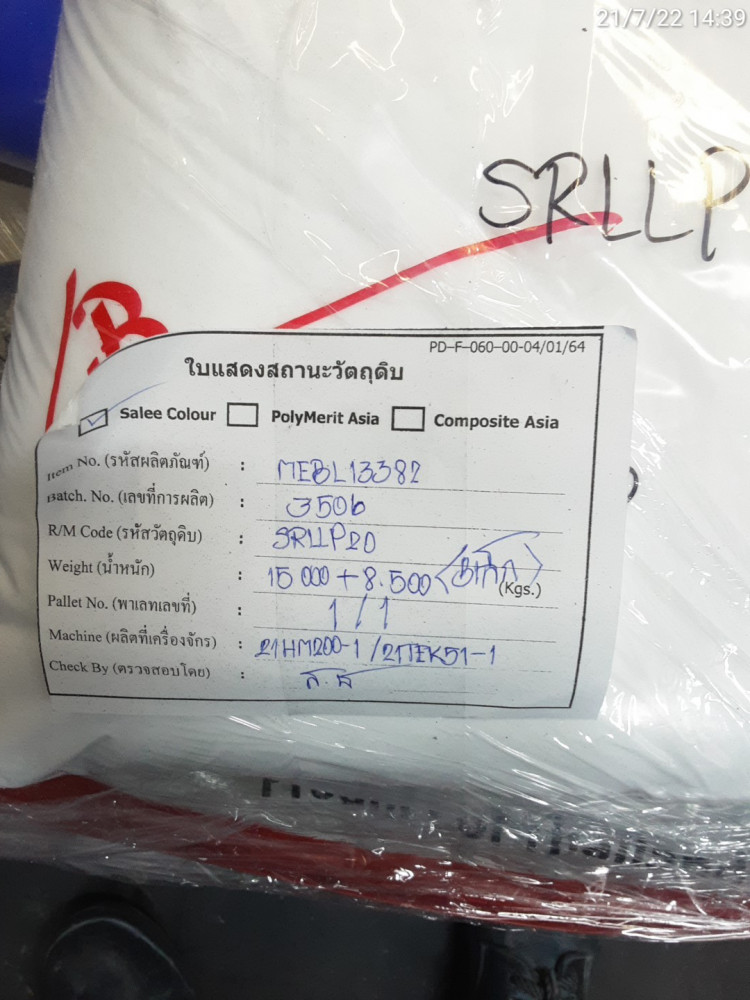 21/7/22 14:39
SRLLP
PD-F-060-00-04/01/64
ใบแสดงสถานะวัตถุดิบ
Salee Colour PolyMerit Asia Composite Asia
Item No. (รหัสผลิตภัณฑ์) : MEBL13382
Batch. No. (เลขที่การผลิต) : 3506
R/M Code (รหัสวัตถุดิบ) : SRLLP20
Weight (น้ำหนัก) : 15 000 + 8.500 (Kgs.)
Pallet No. (พาเลทเลขที่) : 1 / 1
Machine (ผลิตที่เครื่องจักร) : 21HM200-1 / 21TEK51-1
Check By (ตรวจสอบโดย) :
Product of Thailand